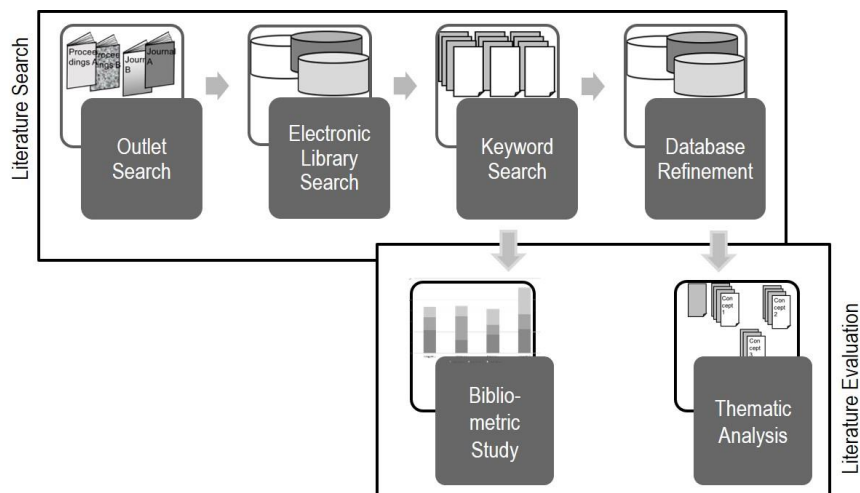 Literature Search
Procee
dings A
Procee
dings B
Journ
B
Journal
A
Outlet
Search
Electronic
Library
Search
Keyword
Search
Database
Refinement
Literature Evaluation
Biblio-
metric
Study
Con
cept
1
Con
cept
2
Con
cept
3
Thematic
Analysis